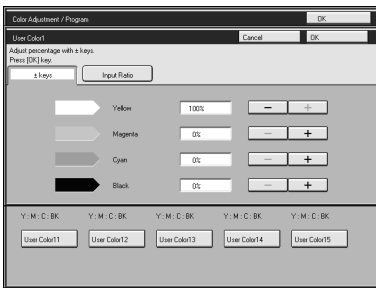 Color Adjustment / Program OK
User Color1 Cancel OK
Adjust percentage with ± keys.
Press [OK] key.
± keys Input Ratio
Yellow 100% − +
Magenta 0% − +
Cyan 0% − +
Black 0% − +
Y : M : C : BK Y : M : C : BK Y : M : C : BK Y : M : C : BK Y : M : C : BK
User Color11 User Color12 User Color13 User Color14 User Color15